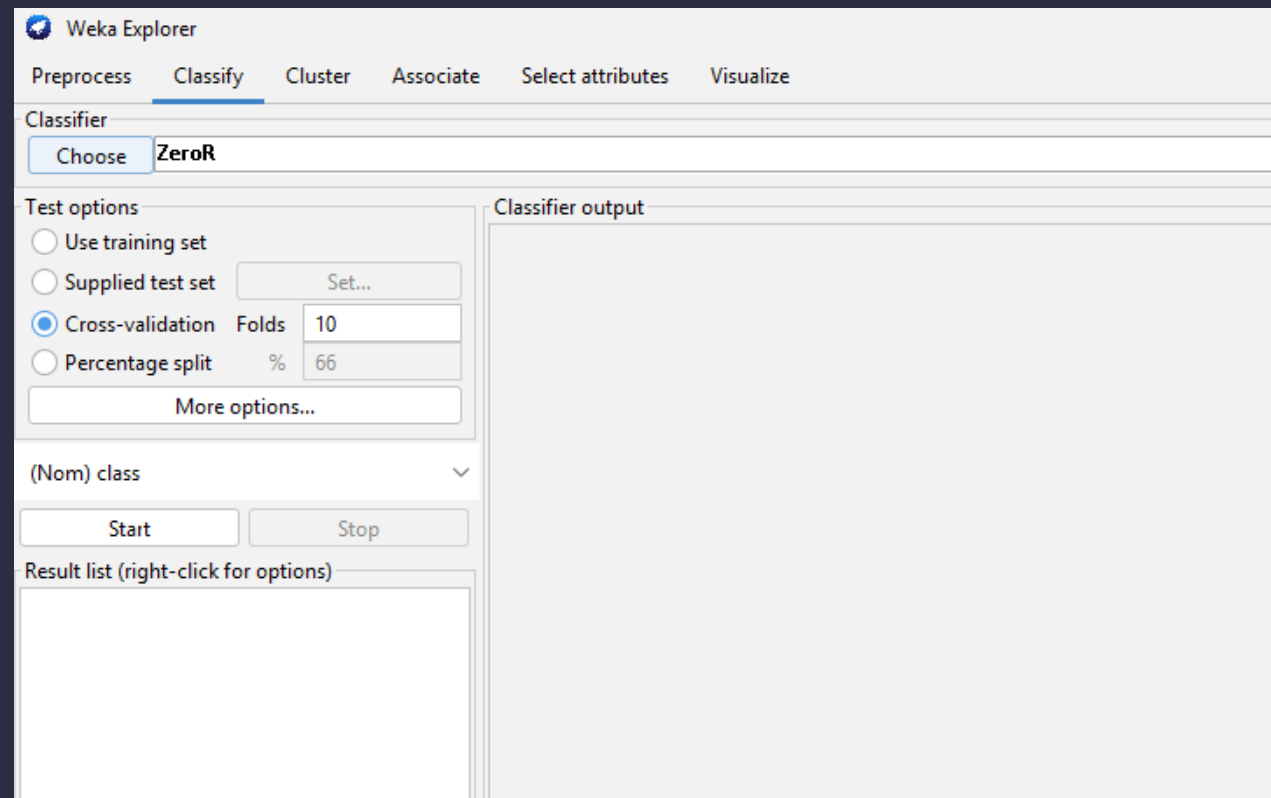 Weka Explorer
Preprocess Classify Cluster Associate Select attributes Visualize
Classifier
Choose ZeroR
Test options
Use training set
Supplied test set Set...
Cross-validation Folds 10
Percentage split % 66
More options...
(Nom) class
Start Stop
Result list (right-click for options)
Classifier output